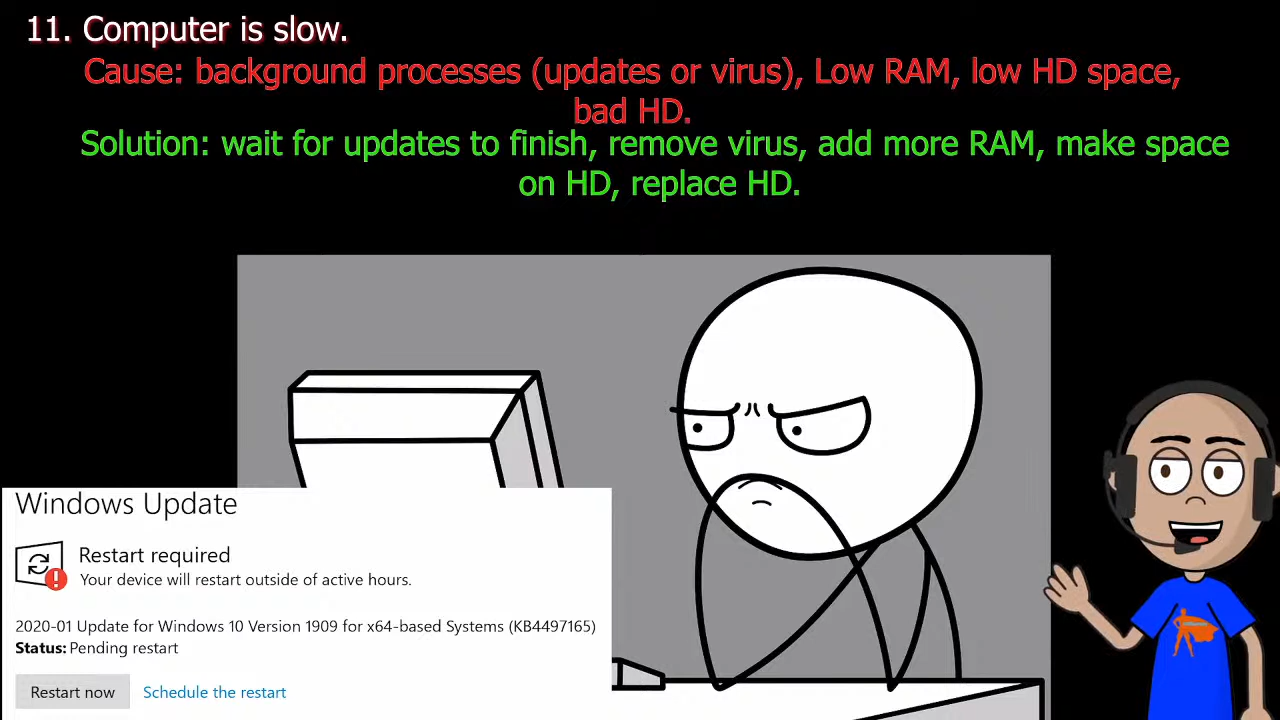 11. Computer is slow.
Cause: background processes (updates or virus), Low RAM, low HD space,
bad HD.
Solution: wait for updates to finish, remove virus, add more RAM, make space
on HD, replace HD.
Windows Update
Restart required
Your device will restart outside of active hours.
2020-01 Update for Windows 10 Version 1909 for x64-based Systems (KB4497165)
Status: Pending restart
Restart now Schedule the restart